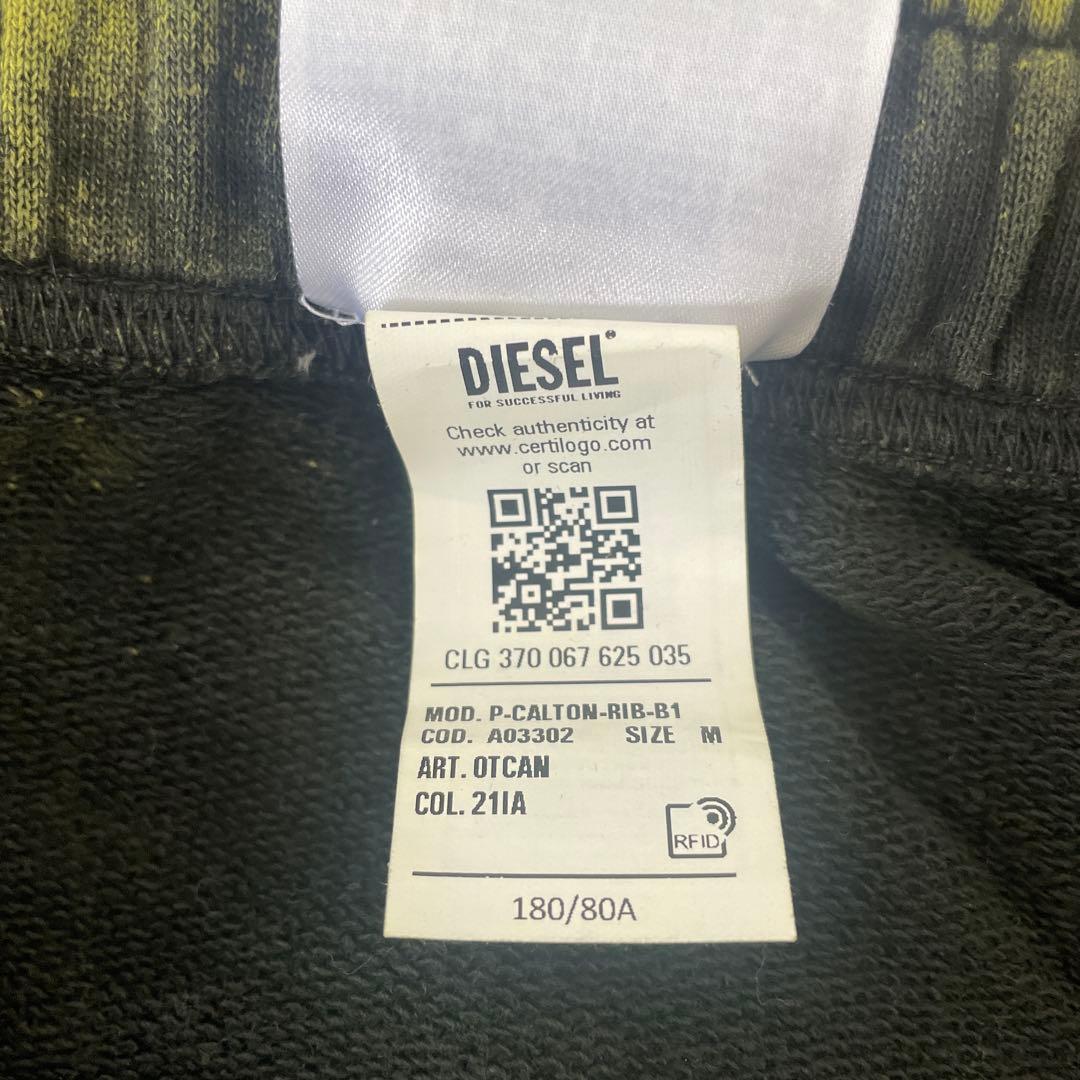 DIESEL
FOR SUCCESSFUL LIVING
Check authenticity at
www.certilogo.com
or scan
CLG 370 067 625 035
MOD. P-CALTON-RIB-B1
COD. A03302 SIZE M
ART. OTCAN
COL. 21IA
RFID
180/80A